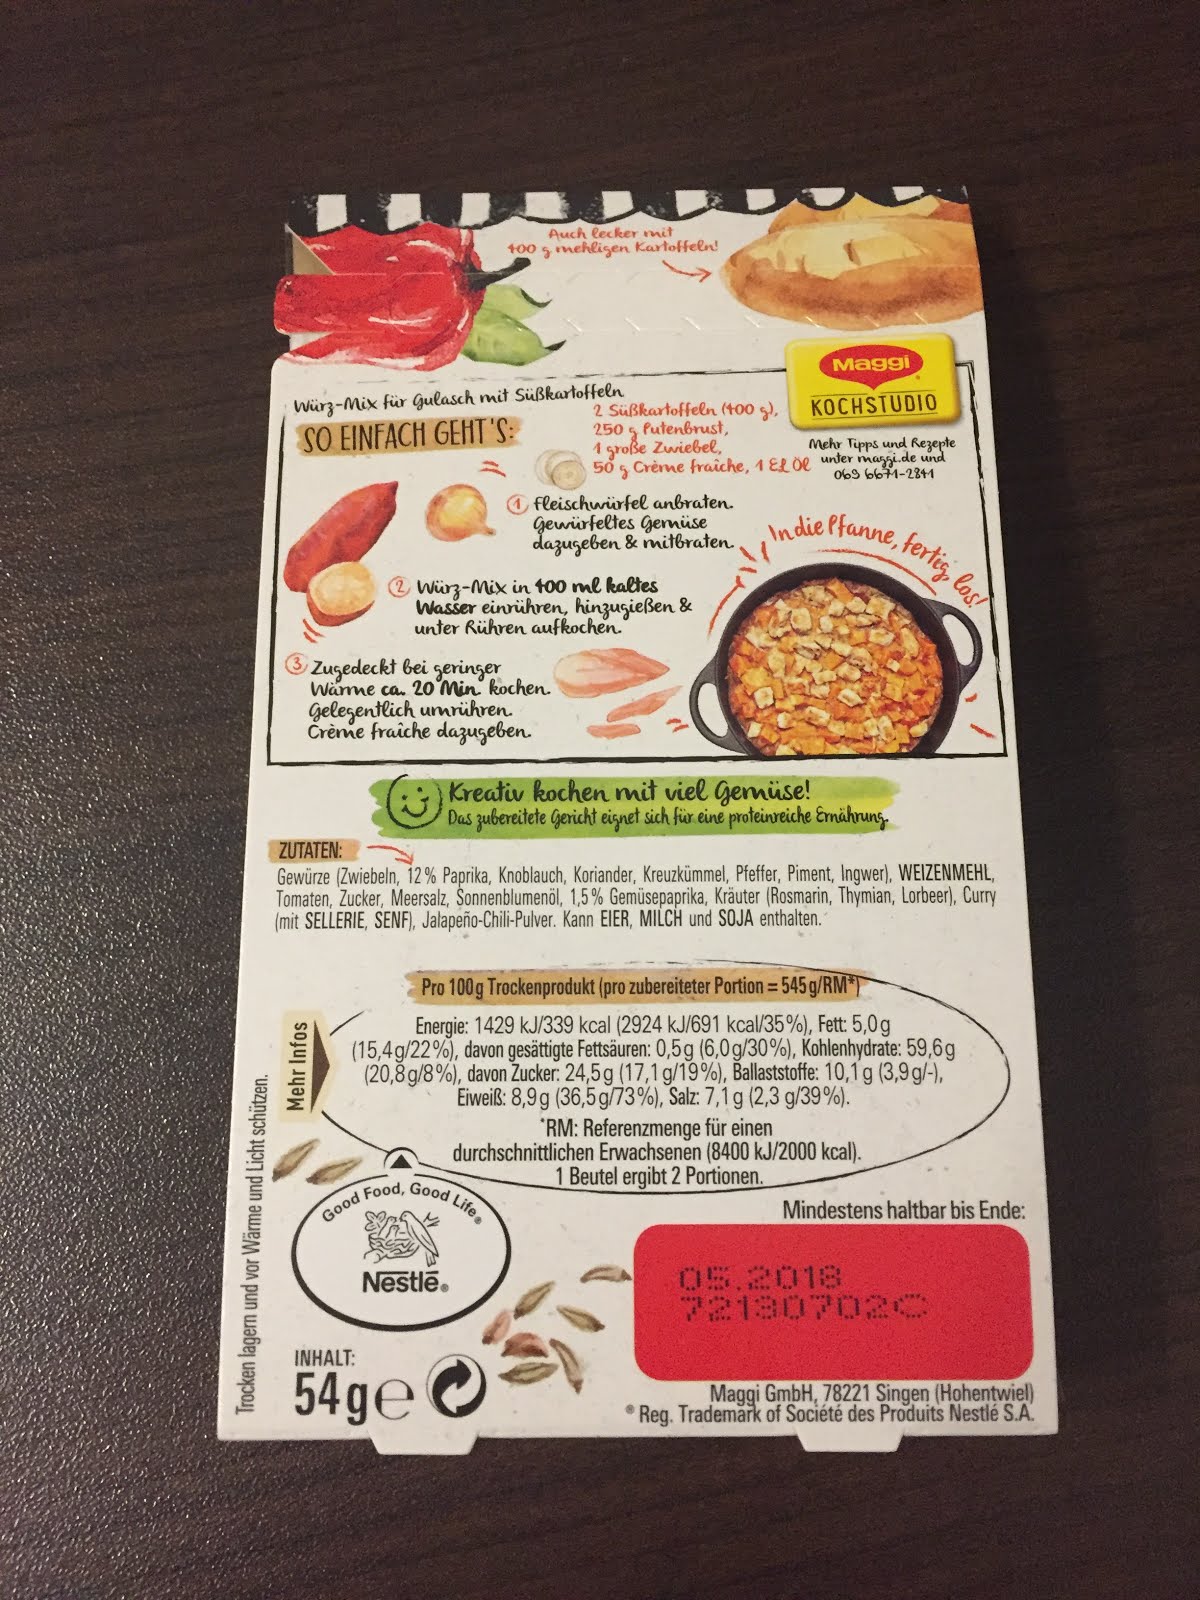 Auch lecker mit
400 g mehligen Kartoffeln!
Maggi
KOCHSTUDIO
Mehr Tipps und Rezepte
unter maggi.de und
069 6671-2841
Würz-Mix für Gulasch mit Süßkartoffeln
SO EINFACH GEHT'S:
2 Süßkartoffeln (400 g),
250 g Putenbrust,
1 große Zwiebel,
50 g Crème fraîche, 1 EL Öl
1 Fleischwürfel anbraten.
Gewürfeltes Gemüse
dazugeben & mitbraten.
In die Pfanne, fertig, los!
2 Würz-Mix in 400 ml kaltes
Wasser einrühren, hinzugießen &
unter Rühren aufkochen.
3 Zugedeckt bei geringer
Wärme ca. 20 Min. kochen.
Gelegentlich umrühren.
Crème fraîche dazugeben.
Kreativ kochen mit viel Gemüse!
Das zubereitete Gericht eignet sich für eine proteinreiche Ernährung.
ZUTATEN:
Gewürze (Zwiebeln, 12% Paprika, Knoblauch, Koriander, Kreuzkümmel, Pfeffer, Piment, Ingwer), WEIZENMEHL,
Tomaten, Zucker, Meersalz, Sonnenblumenöl, 1,5% Gemüsepaprika, Kräuter (Rosmarin, Thymian, Lorbeer), Curry
(mit SELLERIE, SENF), Jalapeño-Chili-Pulver. Kann EIER, MILCH und SOJA enthalten.
Pro 100g Trockenprodukt (pro zubereiteter Portion = 545g/RM*)
Energie: 1429 kJ/339 kcal (2924 kJ/691 kcal/35%), Fett: 5,0g
(15,4g/22%), davon gesättigte Fettsäuren: 0,5g (6,0g/30%), Kohlenhydrate: 59,6g
(20,8g/8%), davon Zucker: 24,5g (17,1g/19%), Ballaststoffe: 10,1g (3,9g/-),
Eiweiß: 8,9g (36,5g/73%), Salz: 7,1g (2,3 g/39%).
*RM: Referenzmenge für einen
durchschnittlichen Erwachsenen (8400 kJ/2000 kcal).
1 Beutel ergibt 2 Portionen.
Mehr Infos
Trocken lagern und vor Wärme und Licht schützen.
Good Food, Good Life®
Nestlé®
Mindestens haltbar bis Ende:
05.2018
72130702C
INHALT:
54g℮
Maggi GmbH, 78221 Singen (Hohentwiel)
® Reg. Trademark of Société des Produits Nestlé S.A.